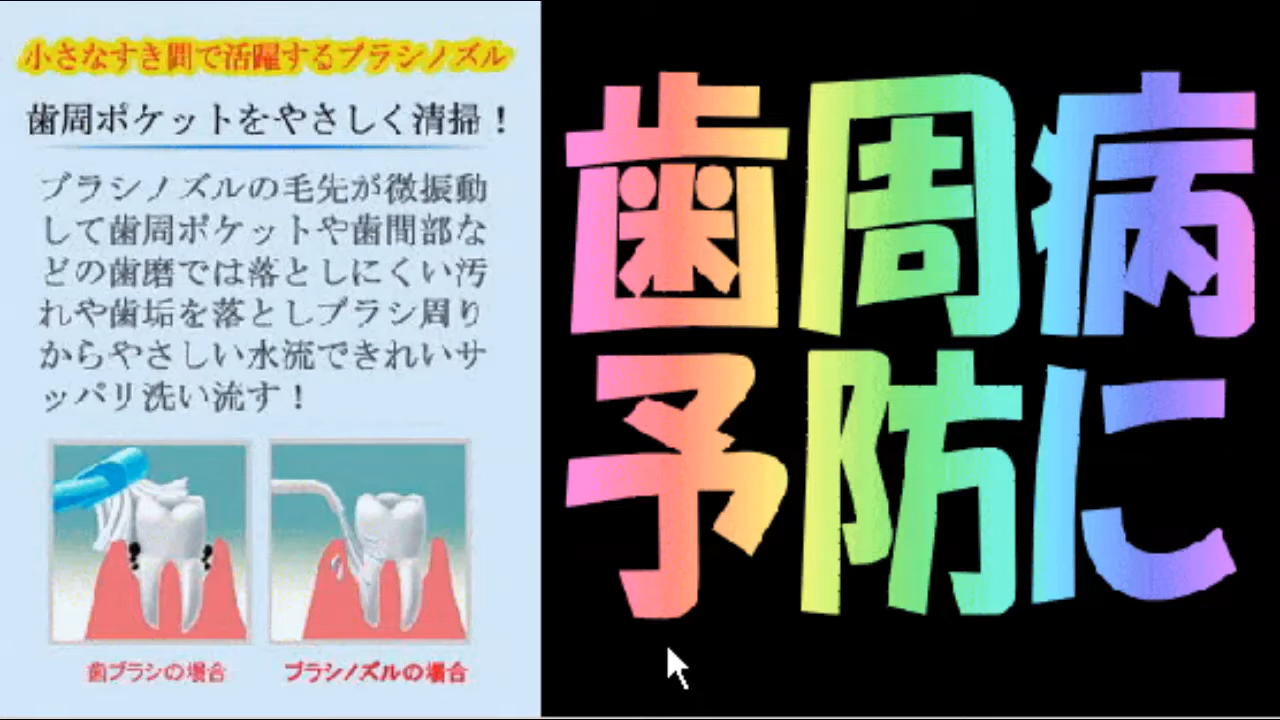 小さなすき間で活躍するブラシノズル
歯周ポケットをやさしく清掃！
ブラシノズルの毛先が微振動
して歯周ポケットや歯間部な
どの歯磨では落としにくい汚
れや歯垢を落としブラシ周り
からやさしい水流できれいサ
ッパリ洗い流す！
歯ブラシの場合
ブラシノズルの場合
歯周病
予防に